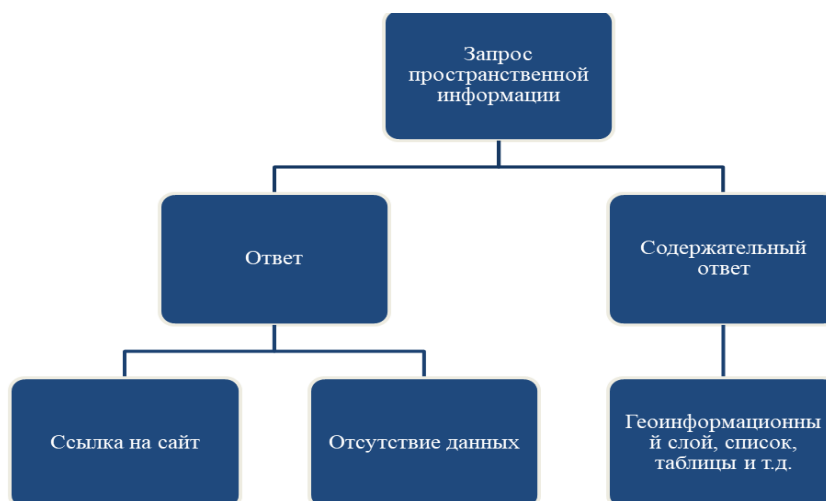 Запрос
пространственной
информации
Ответ
Содержательный
ответ
Ссылка на сайт
Отсутствие данных
Геоинформационны
й слой, список,
таблицы и т.д.